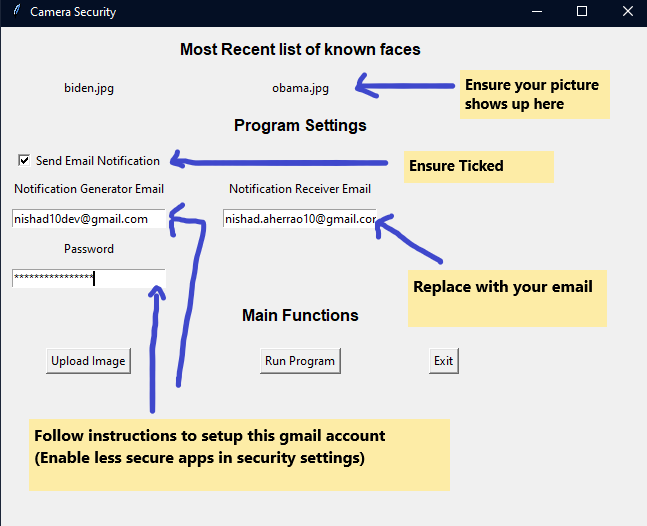 Camera Security
Most Recent list of known faces
biden.jpg
obama.jpg
Ensure your picture
shows up here
Program Settings
Send Email Notification
Ensure Ticked
Notification Generator Email
Notification Receiver Email
nishad10dev@gmail.com
nishad.aherrao10@gmail.com
Password
****************
Replace with your email
Main Functions
Upload Image
Run Program
Exit
Follow instructions to setup this gmail account
(Enable less secure apps in security settings)